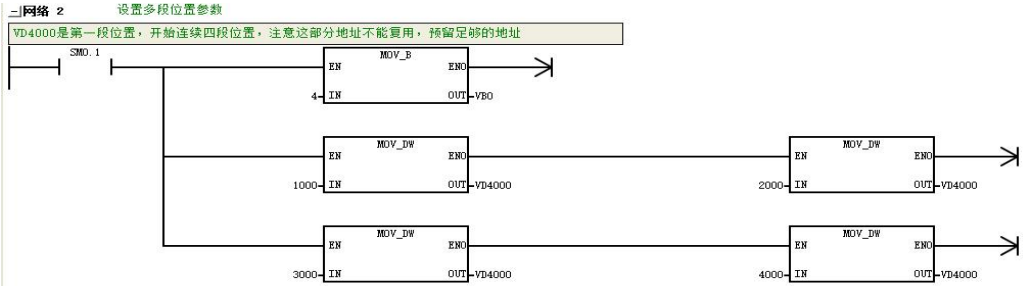 网络 2 设置多段位置参数
VD4000是第一段位置，开始连续四段位置，注意这部分地址不能复用，预留足够的地址
SM0.1
MOV_B
EN ENO
4 IN OUT VB0
MOV_DW MOV_DW
EN ENO EN ENO
1000 IN OUT VD4000 2000 IN OUT VD4000
MOV_DW MOV_DW
EN ENO EN ENO
3000 IN OUT VD4000 4000 IN OUT VD4000